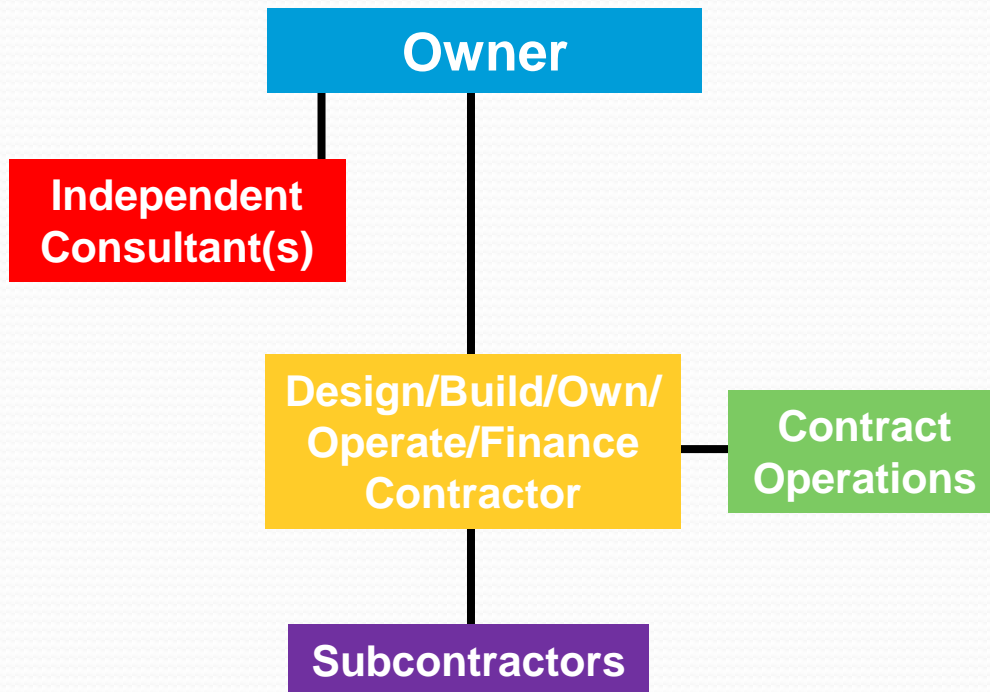 Owner
Independent
Consultant(s)
Design/Build/Own/
Operate/Finance
Contractor
Contract
Operations
Subcontractors